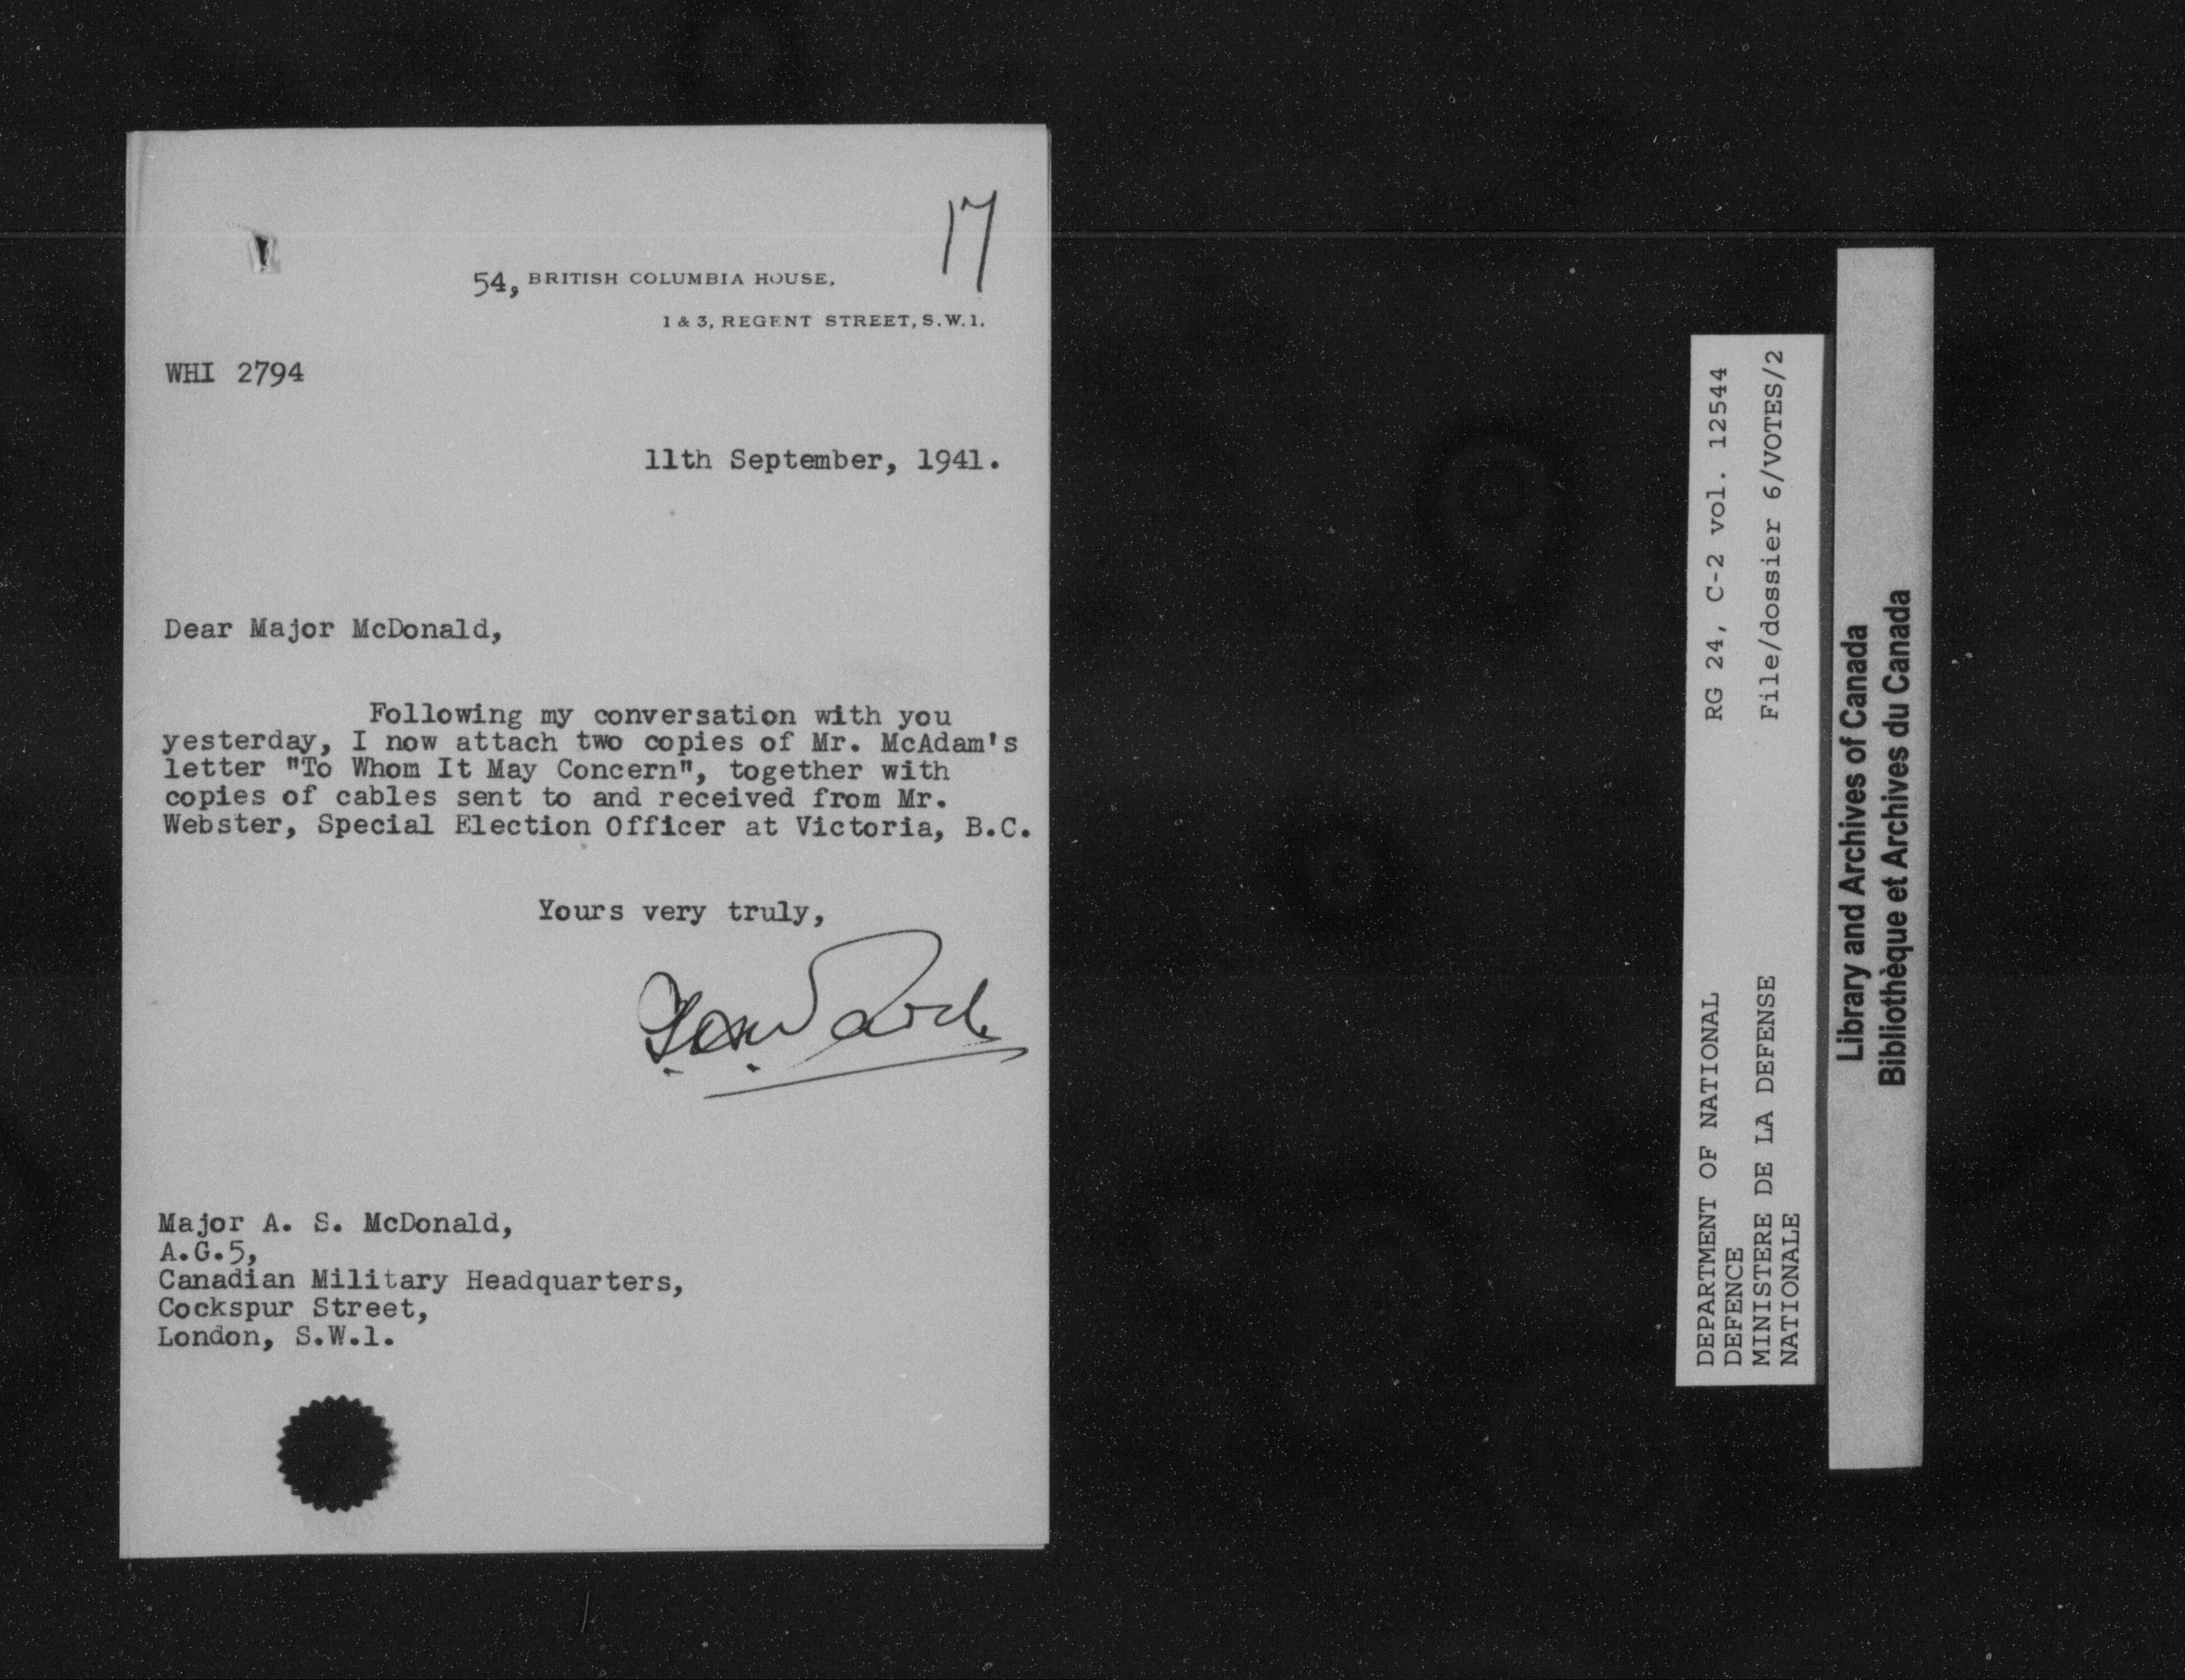 17
54, BRITISH COLUMBIA HOUSE,
1 & 3, REGENT STREET, S.W.1.
WHI 2794
11th September, 1941.
Dear Major McDonald,
Following my conversation with you
yesterday, I now attach two copies of Mr. McAdam's
letter "To Whom It May Concern", together with
copies of cables sent to and received from Mr.
Webster, Special Election Officer at Victoria, B.C.
Yours very truly,
Major A. S. McDonald,
A.G.5,
Canadian Military Headquarters,
Cockspur Street,
London, S.W.1.
RG 24, C-2 vol. 12544
File/dossier 6/VOTES/2
DEPARTMENT OF NATIONAL
DEFENCE
MINISTERE DE LA DEFENSE
NATIONALE
Library and Archives of Canada
Bibliothèque et Archives du Canada